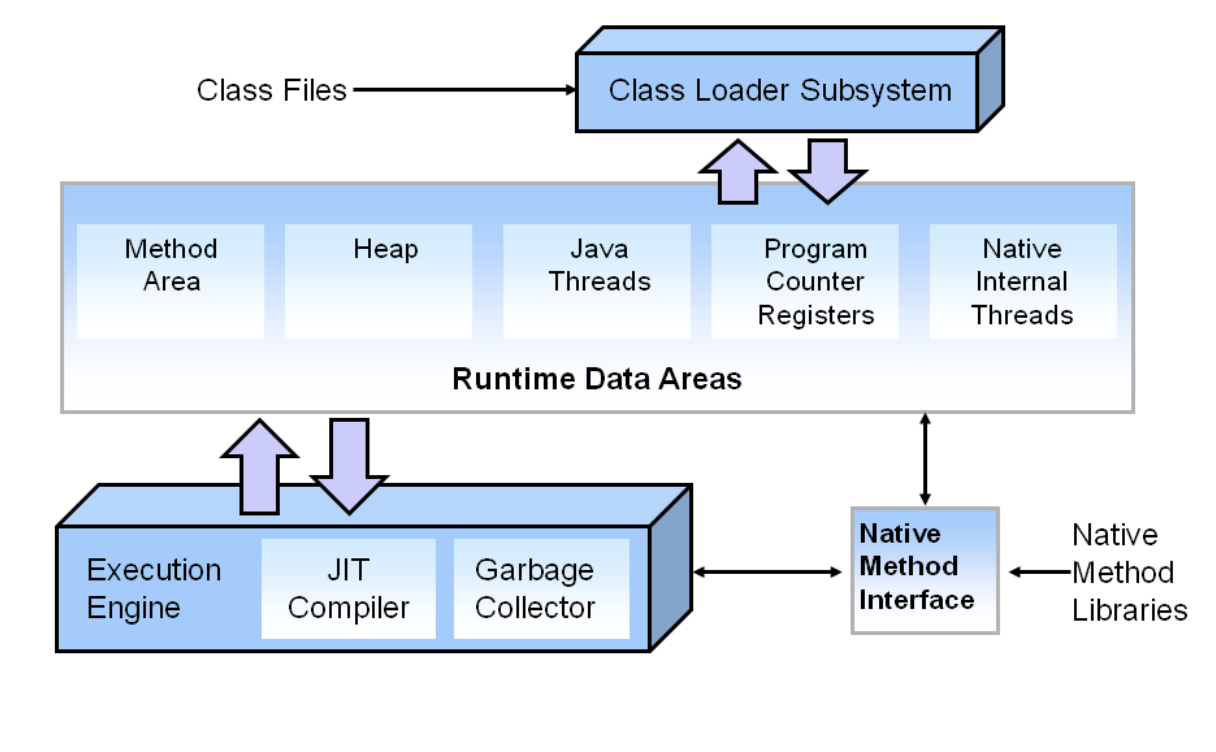 Class Files
Class Loader Subsystem
Method
Area
Heap
Java
Threads
Program
Counter
Registers
Native
Internal
Threads
Runtime Data Areas
Execution
Engine
JIT
Compiler
Garbage
Collector
Native
Method
Interface
Native
Method
Libraries